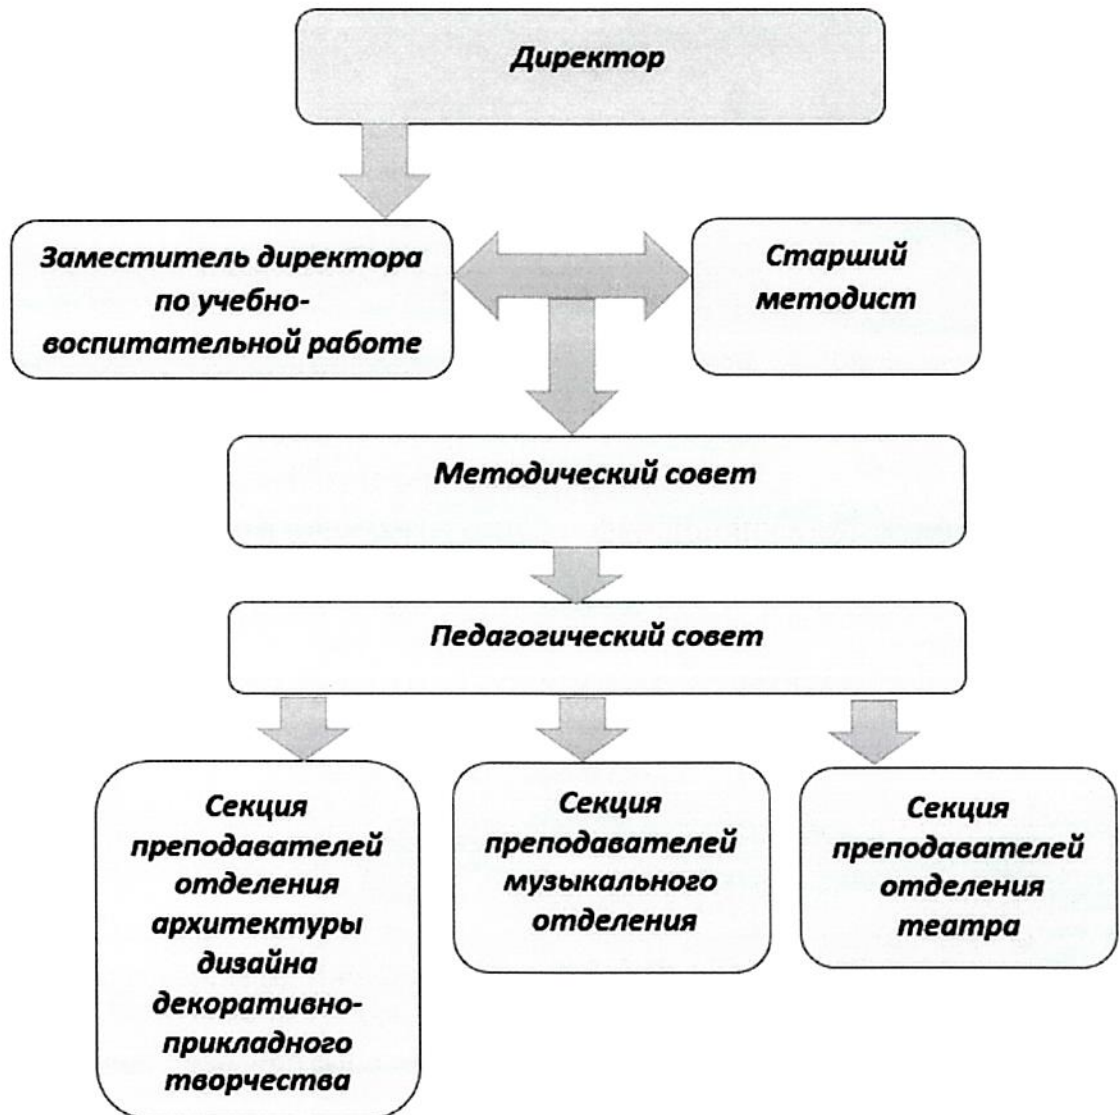 Директор
Заместитель директора
по учебно-
воспитательной работе
Старший
методист
Методический совет
Педагогический совет
Секция
преподавателей
отделения
архитектуры
дизайна
декоративно-
прикладного
творчества
Секция
преподавателей
музыкального
отделения
Секция
преподавателей
отделения
театра